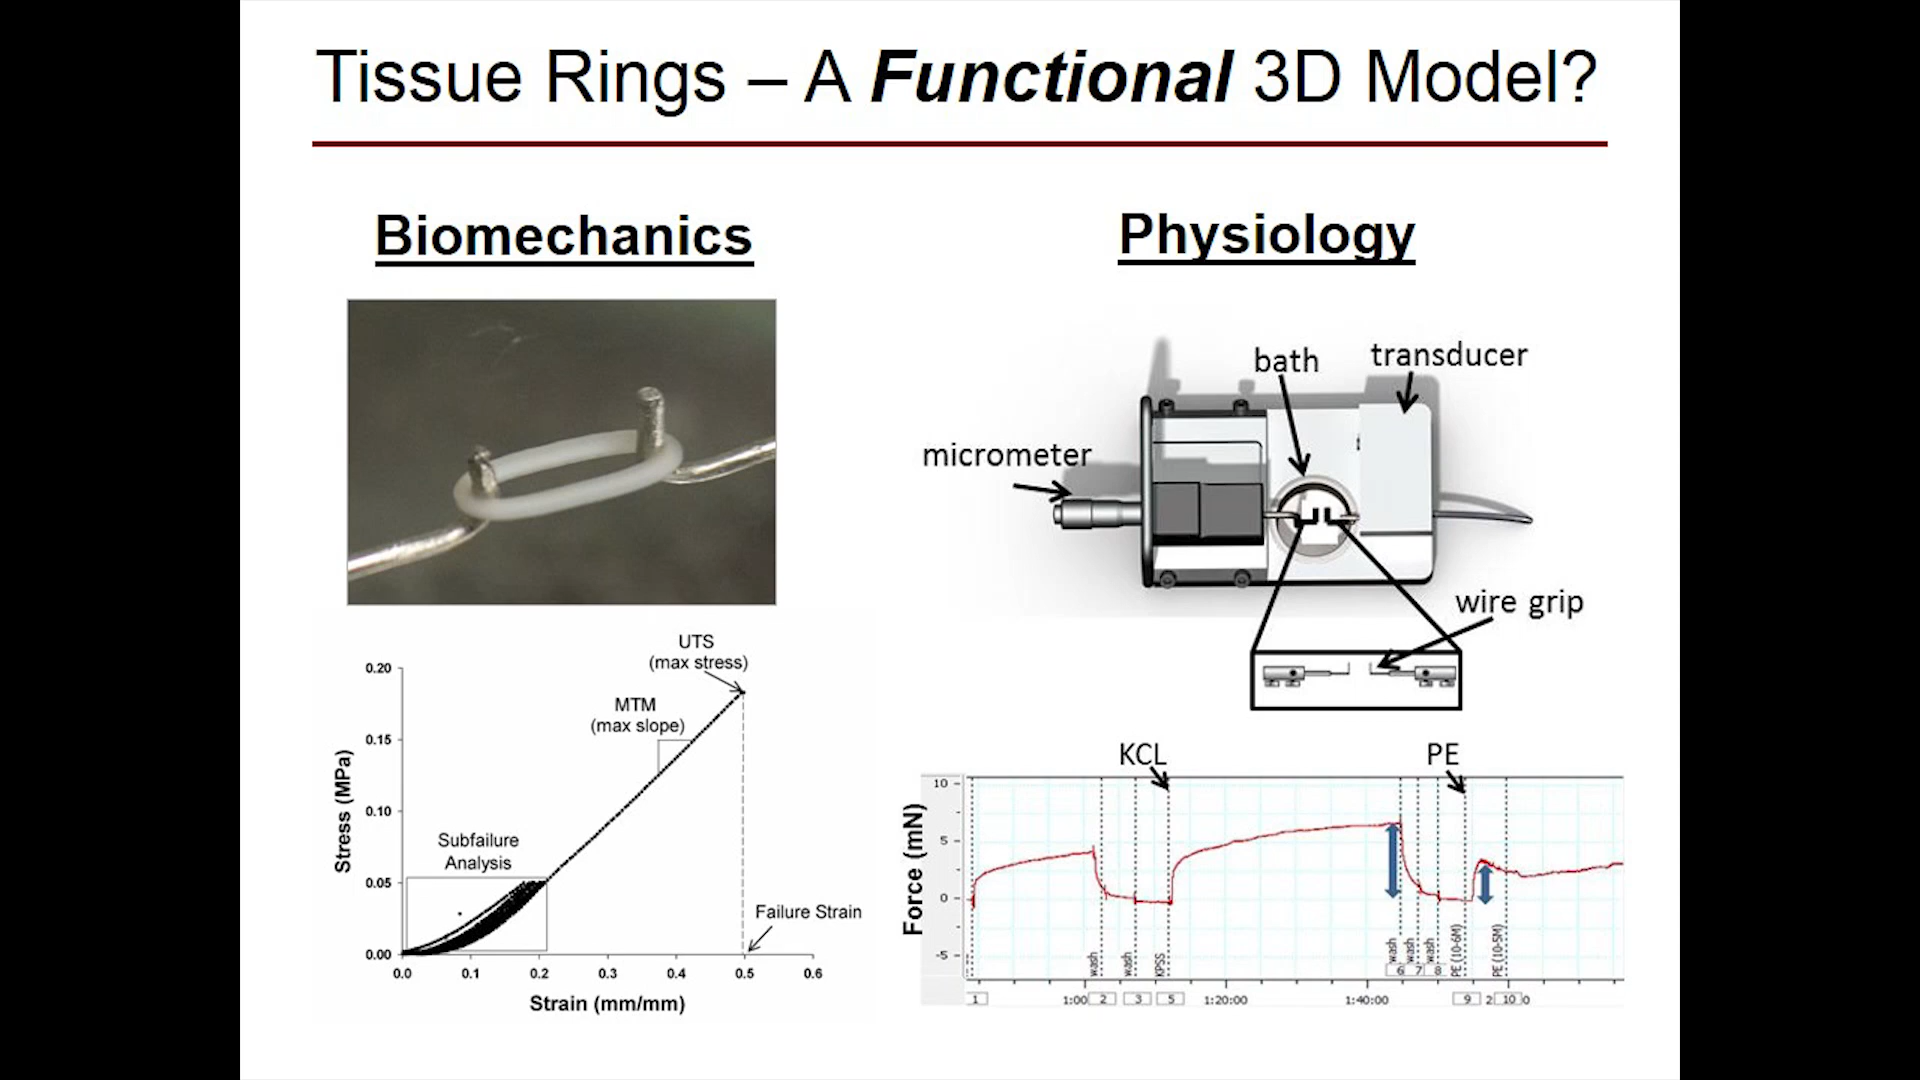 Tissue Rings – A Functional 3D Model?
Biomechanics
Physiology
bath
transducer
micrometer
wire grip
UTS
(max stress)
MTM
(max slope)
Subfailure
Analysis
Failure Strain
Stress (MPa)
0.20
0.15
0.10
0.05
0.00
0.0 0.1 0.2 0.3 0.4 0.5 0.6
Strain (mm/mm)
KCL
PE
Force (mN)
10
5
0
-5
wash
wash
KPSS
wash
wash
wash
PE (10-6M)
PE (10-5M)
6 7 8
1 1:00 2 3 5 1:20:00 1:40:00 9 2 10 0